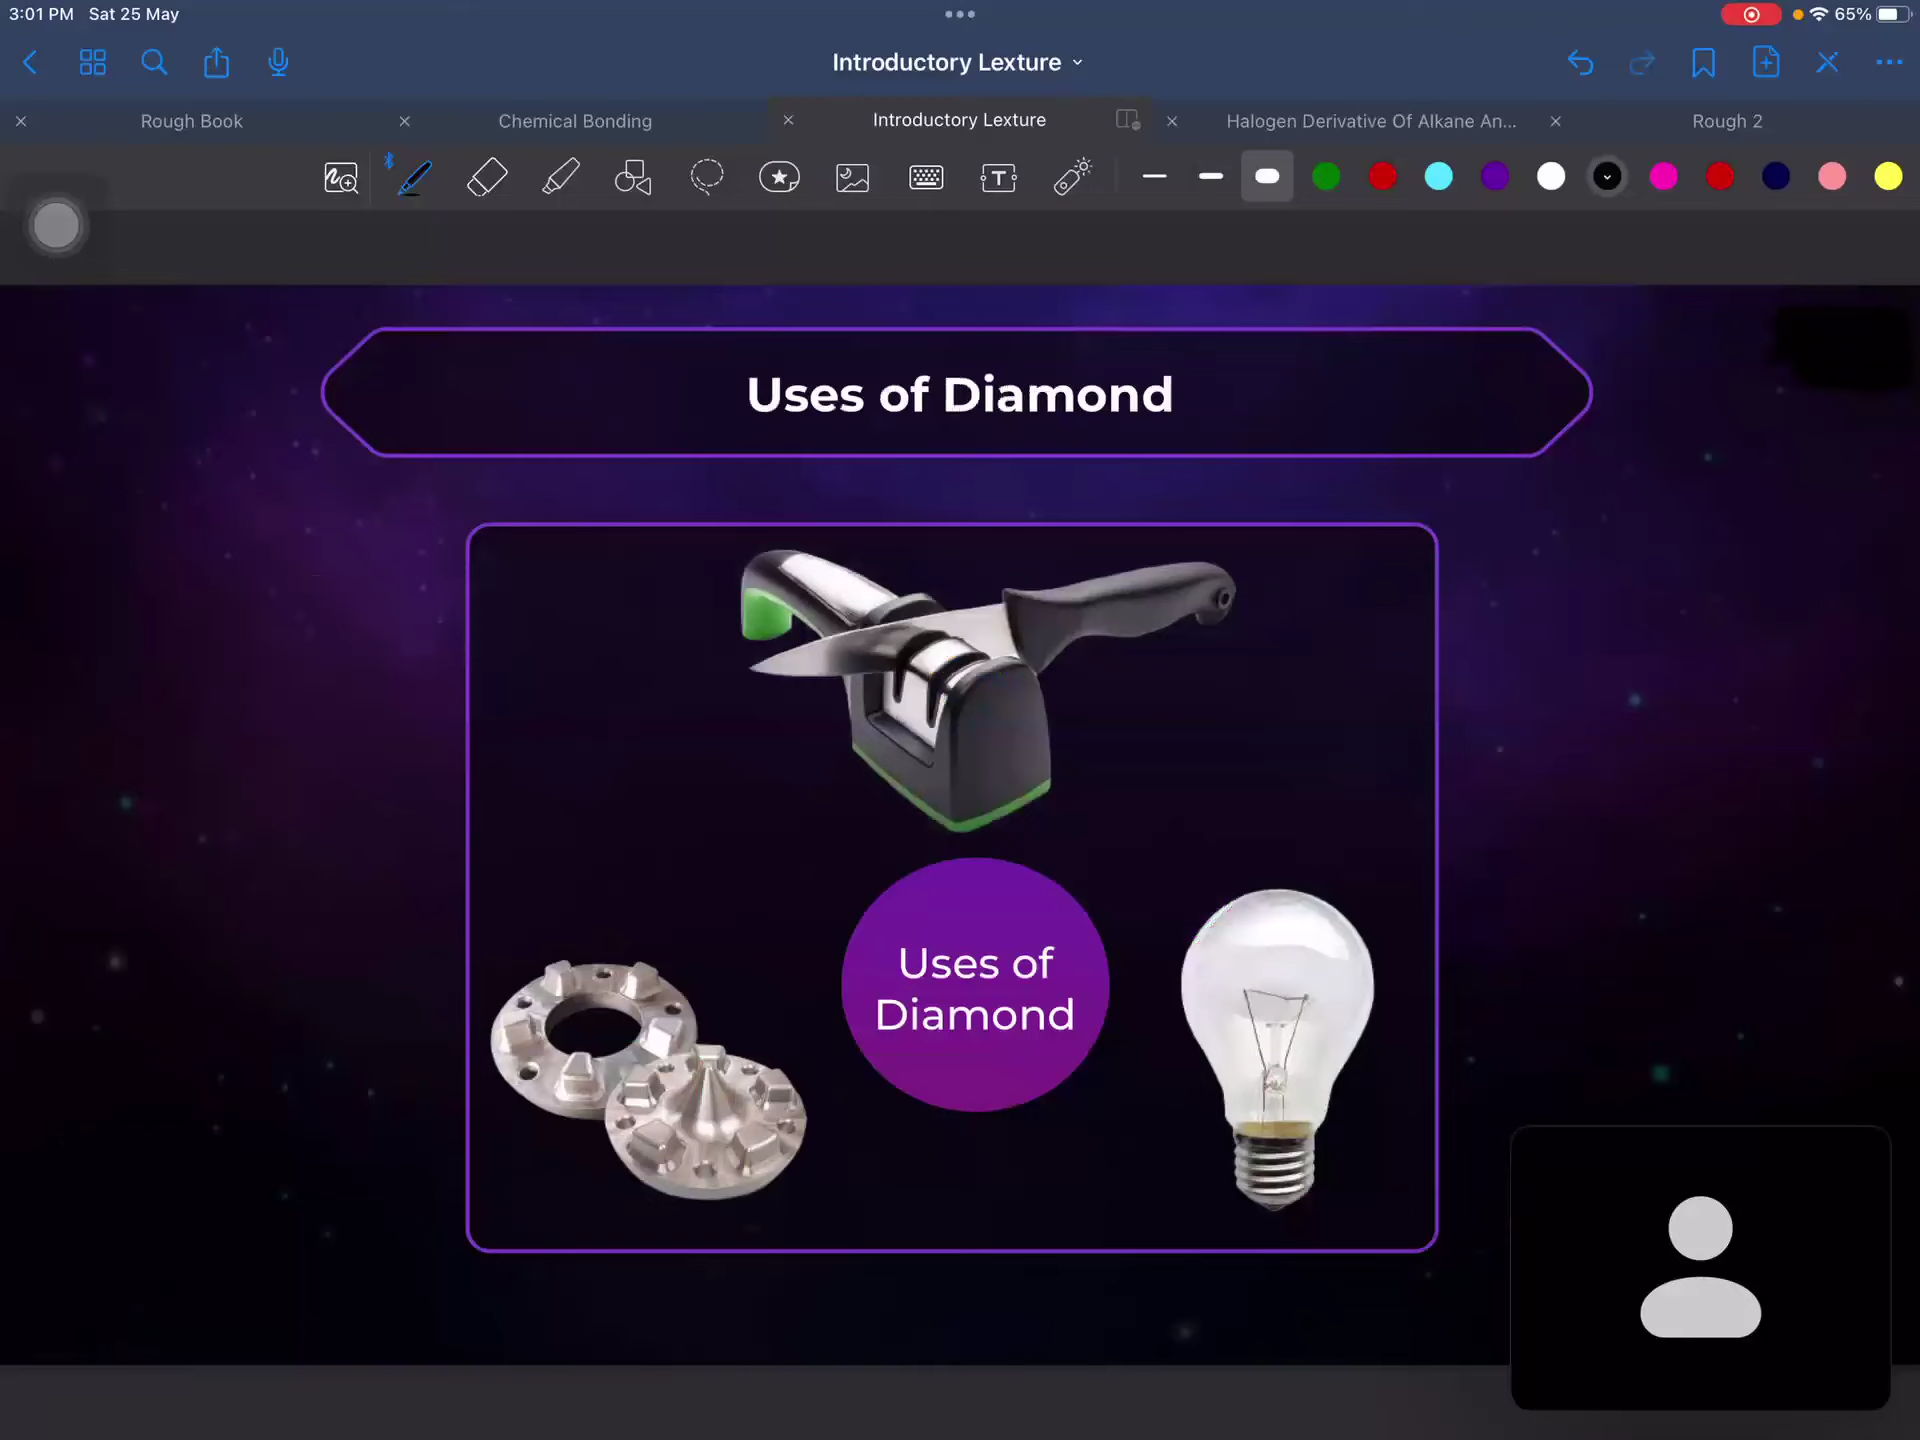 3:01 PM Sat 25 May
65%
Introductory Lexture
Rough Book
Chemical Bonding
Introductory Lexture
Halogen Derivative Of Alkane An...
Rough 2
T
Uses of Diamond
Uses of
Diamond